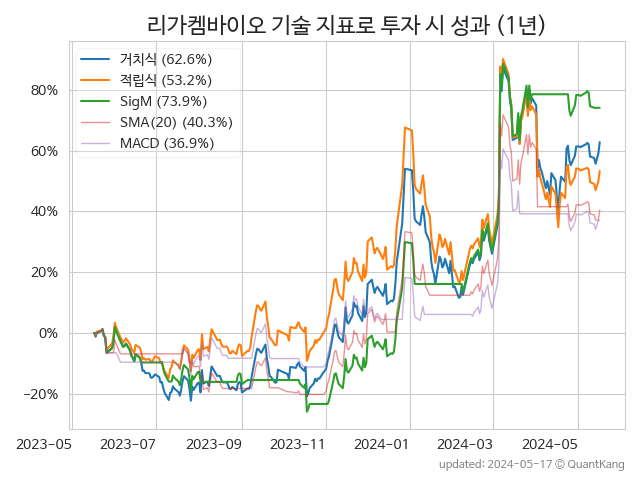 리가켐바이오 기술 지표로 투자 시 성과 (1년)
거치식 (62.6%)
적립식 (53.2%)
SigM (73.9%)
SMA(20) (40.3%)
MACD (36.9%)
80%
60%
40%
20%
0%
−20%
2023-05 2023-07 2023-09 2023-11 2024-01 2024-03 2024-05
updated: 2024-05-17 © QuantKang